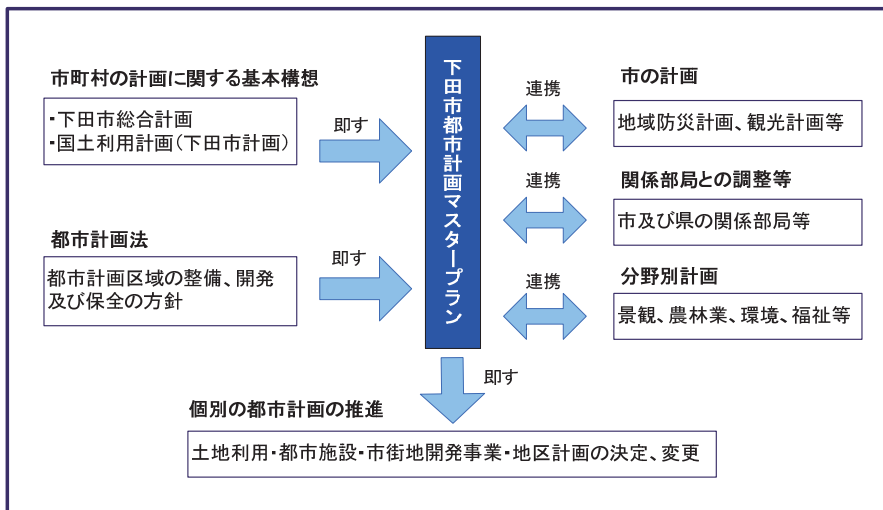 市町村の計画に関する基本構想
・下田市総合計画
・国土利用計画(下田市計画)
即す
都市計画法
都市計画区域の整備、開発
及び保全の方針
即す
下田市都市計画マスタープラン
連携
市の計画
地域防災計画、観光計画等
連携
関係部局との調整等
市及び県の関係部局等
連携
分野別計画
景観、農林業、環境、福祉等
即す
個別の都市計画の推進
土地利用・都市施設・市街地開発事業・地区計画の決定、変更